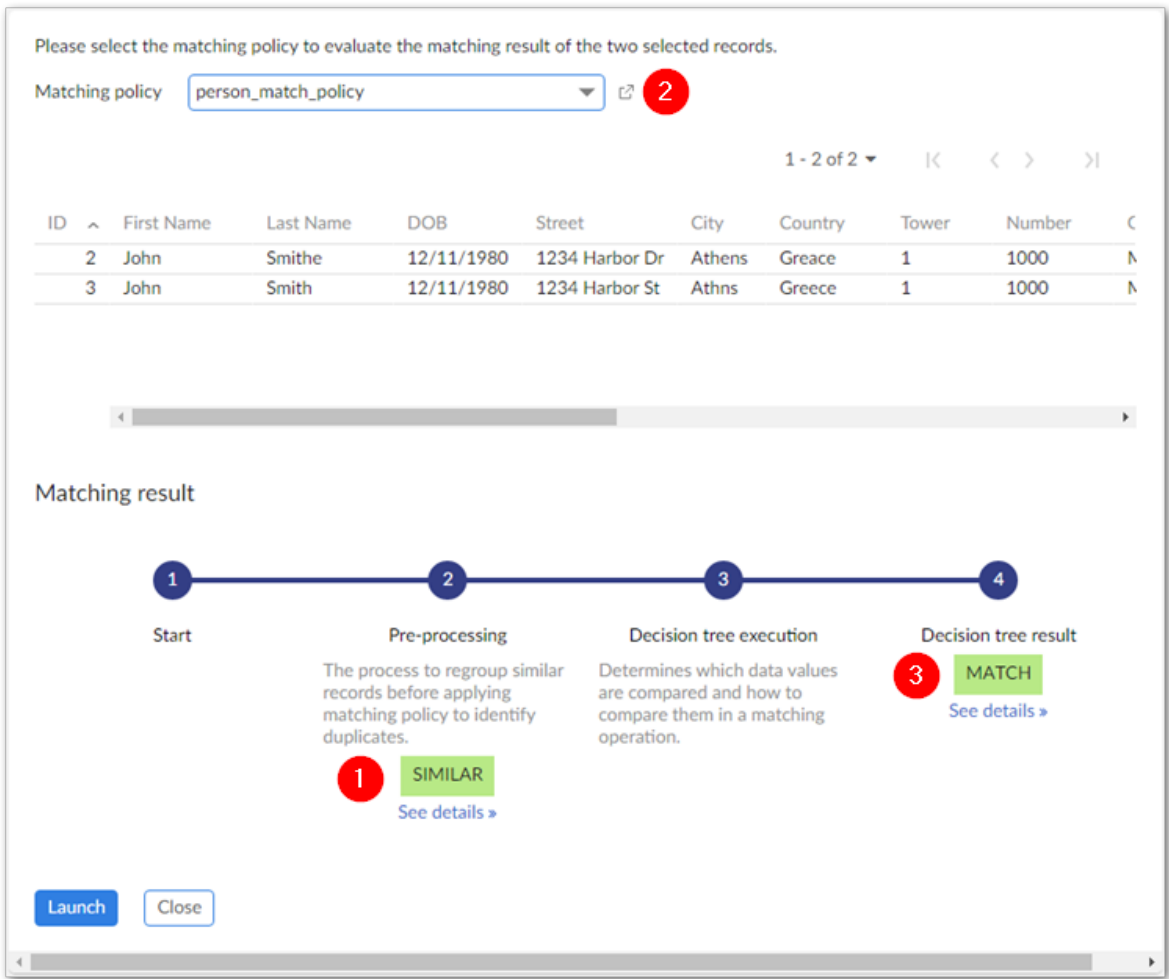 Please select the matching policy to evaluate the matching result of the two selected records.
Matching policy person_match_policy 2
1 - 2 of 2
ID First Name Last Name DOB Street City Country Tower Number
2 John Smithe 12/11/1980 1234 Harbor Dr Athens Greace 1 1000
3 John Smith 12/11/1980 1234 Harbor St Athns Greece 1 1000
Matching result
1 2 3 4
Start Pre-processing Decision tree execution Decision tree result
The process to regroup similar
records before applying
matching policy to identify
duplicates.
Determines which data values
are compared and how to
compare them in a matching
operation.
3 MATCH
See details »
1 SIMILAR
See details »
Launch Close